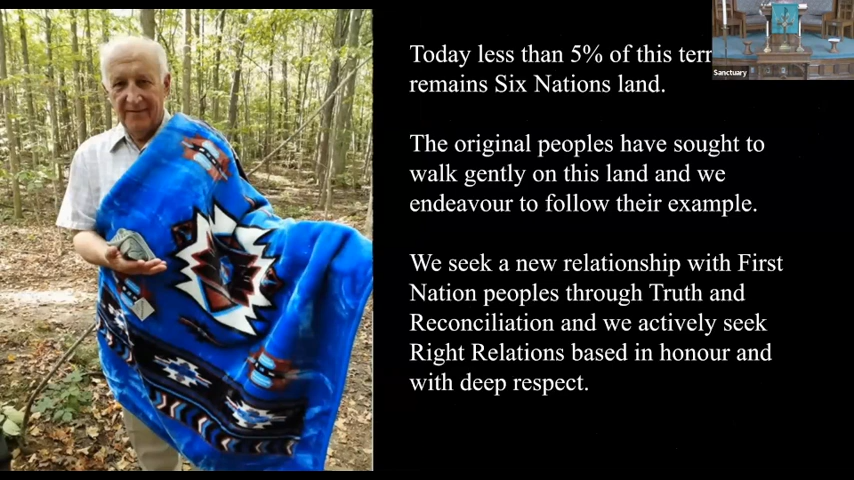 Today less than 5% of this
remains Six Nations land.
The original peoples have sought to
walk gently on this land and we
endeavour to follow their example.
We seek a new relationship with First
Nation peoples through Truth and
Reconciliation and we actively seek
Right Relations based in honour and
with deep respect.
Sanctuary